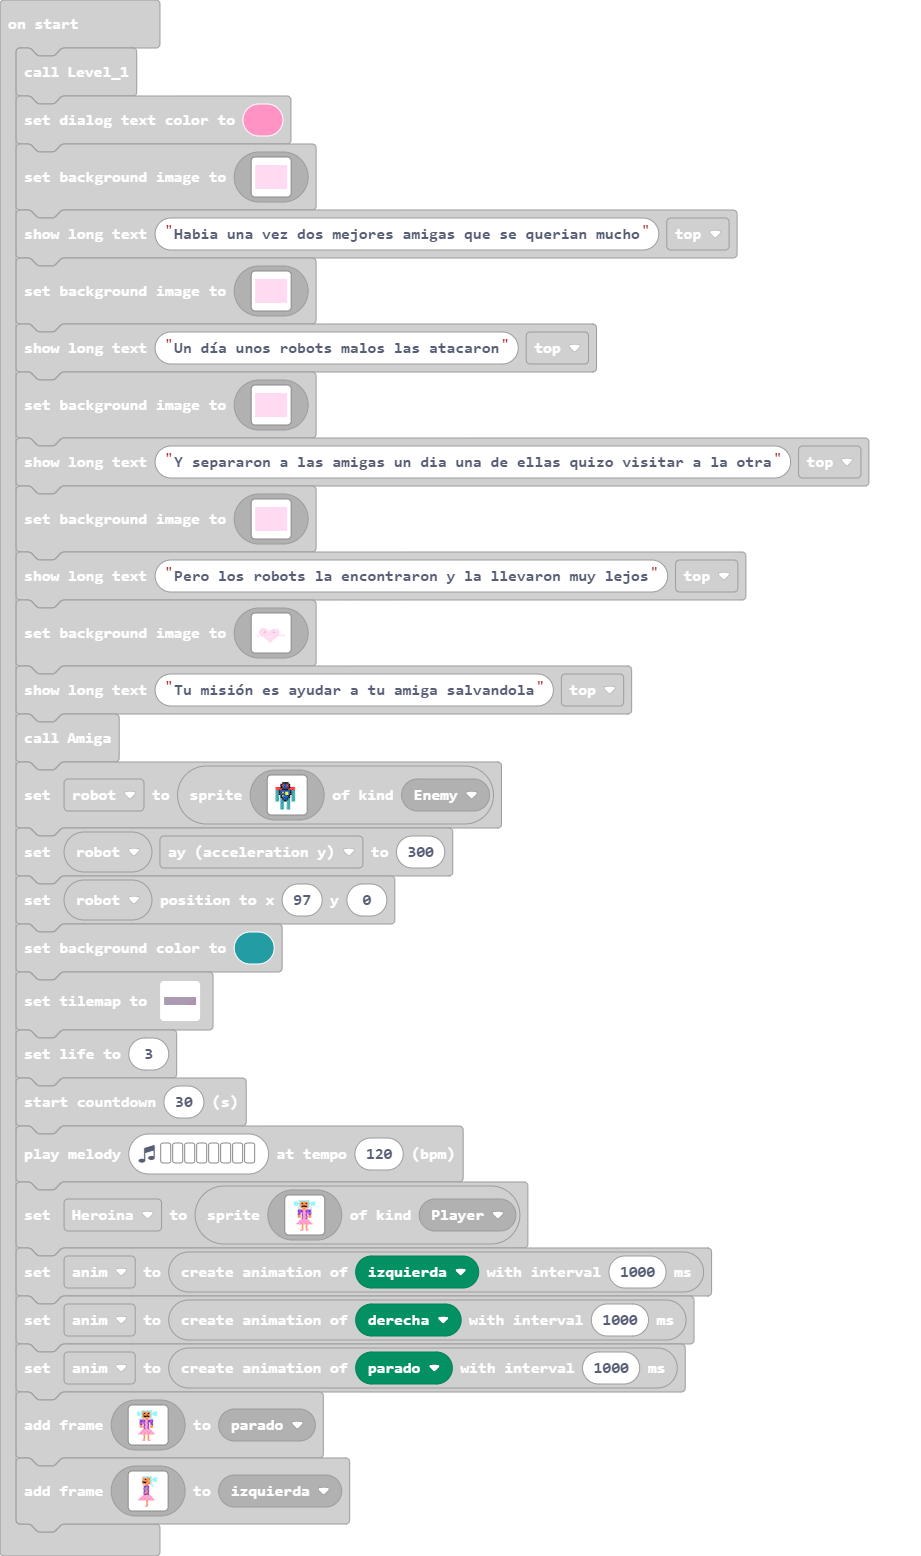 on start
call Level_1
set dialog text color to
set background image to
show long text "Habia una vez dos mejores amigas que se querian mucho" top
set background image to
show long text "Un día unos robots malos las atacaron" top
set background image to
show long text "Y separaron a las amigas un dia una de ellas quizo visitar a la otra" top
set background image to
show long text "Pero los robots la encontraron y la llevaron muy lejos" top
set background image to
show long text "Tu misión es ayudar a tu amiga salvandola" top
call Amiga
set robot to sprite of kind Enemy
set robot ay (acceleration y) to 300
set robot position to x 97 y 0
set background color to
set tilemap to
set life to 3
start countdown 30 (s)
play melody at tempo 120 (bpm)
set Heroina to sprite of kind Player
set anim to create animation of izquierda with interval 1000 ms
set anim to create animation of derecha with interval 1000 ms
set anim to create animation of parado with interval 1000 ms
add frame to parado
add frame to izquierda